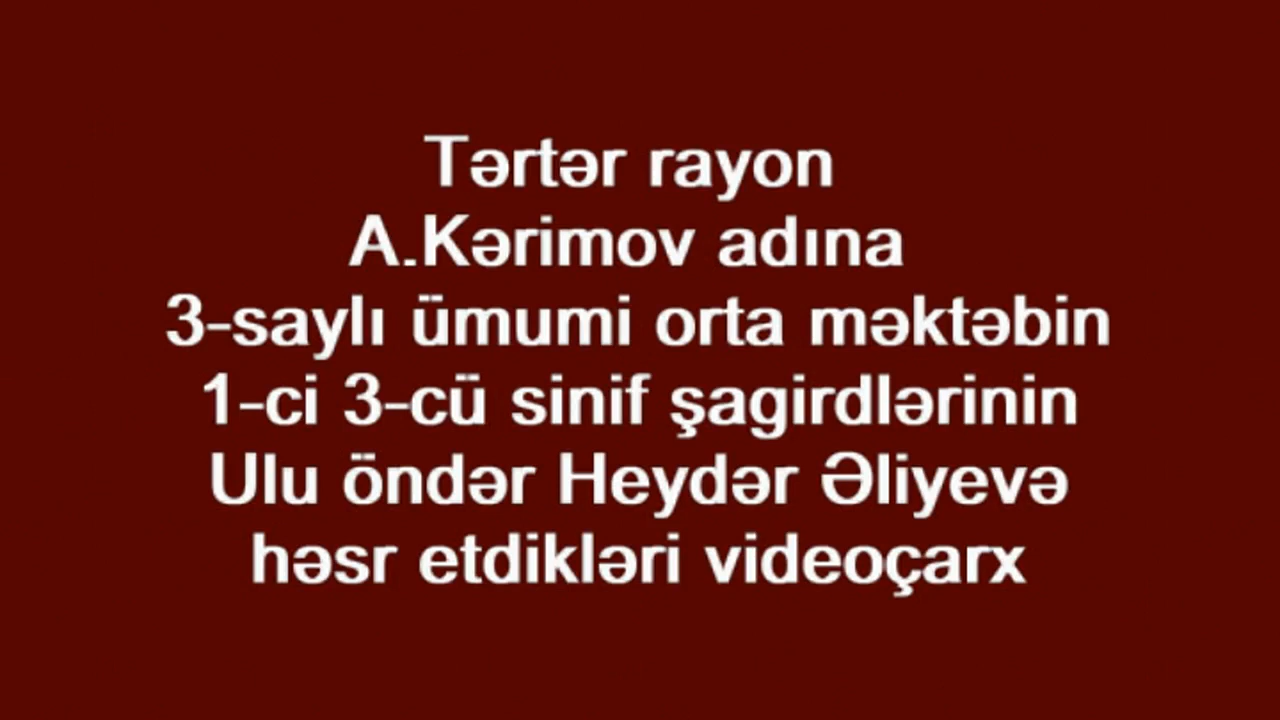 Tərtər rayon
A.Kərimov adına
3-saylı ümumi orta məktəbin
1-ci 3-cü sinif şagirdlərinin
Ulu öndər Heydər Əliyevə
həsr etdikləri videoçarx